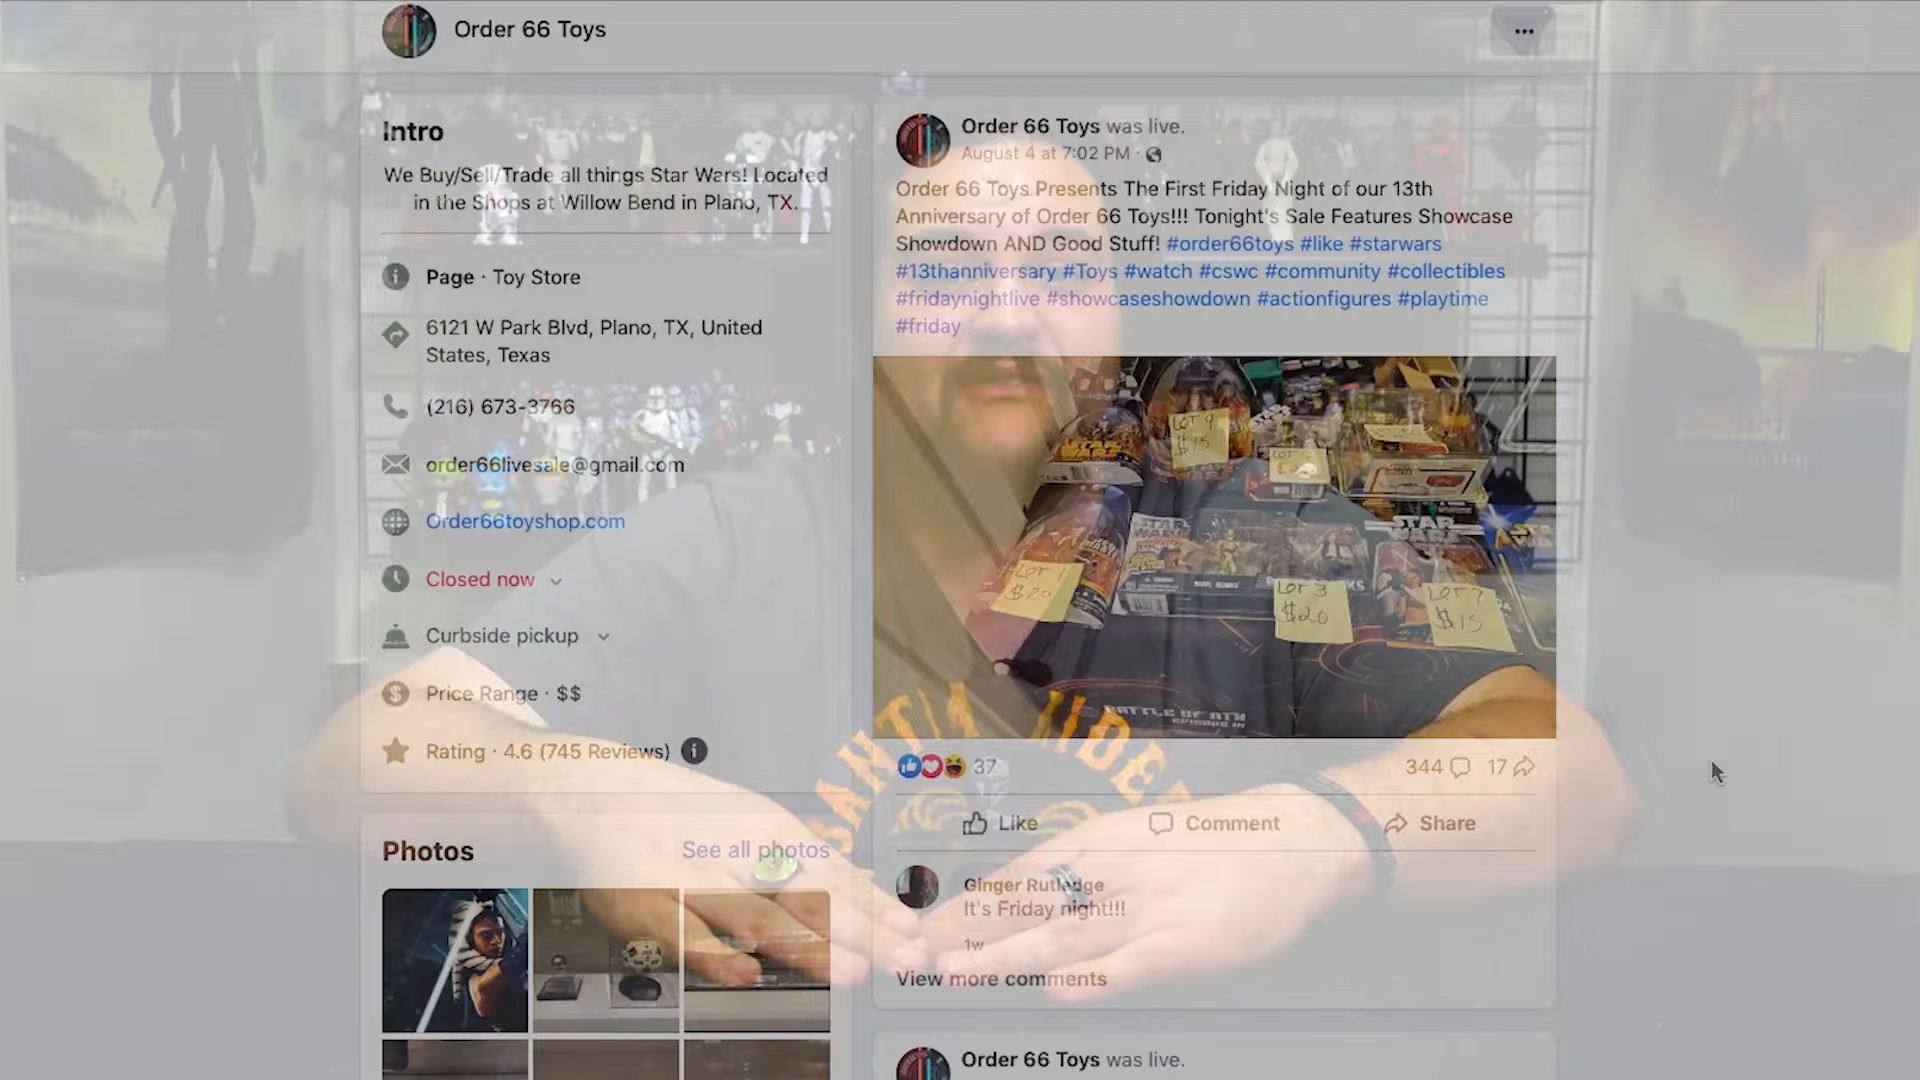 Order 66 Toys
Intro
We Buy/Sell/Trade all things Star Wars! Located
in the Shops at Willow Bend in Plano, TX.
Page · Toy Store
6121 W Park Blvd, Plano, TX, United
States, Texas
(216) 673-3766
order66livesale@gmail.com
Order66toyshop.com
Closed now
Curbside pickup
Price Range · $$
Rating · 4.6 (745 Reviews)
Photos
See all photos
Order 66 Toys was live.
August 4 at 7:02 PM ·
Order 66 Toys Presents The First Friday Night of our 13th
Anniversary of Order 66 Toys!!! Tonight's Sale Features Showcase
Showdown AND Good Stuff! #order66toys #like #starwars
#13thanniversary #Toys #watch #cswc #community #collectibles
#fridaynightlive #showcaseshowdown #actionfigures #playtime
#friday
LOT 9
$15
STAR WARS
LOT 1
$20
LOT 3
$20
STAR WARS
LOT 7
$15
37
344
17
Like
Comment
Share
Ginger Rutledge
It's Friday night!!!
1w
View more comments
Order 66 Toys was live.